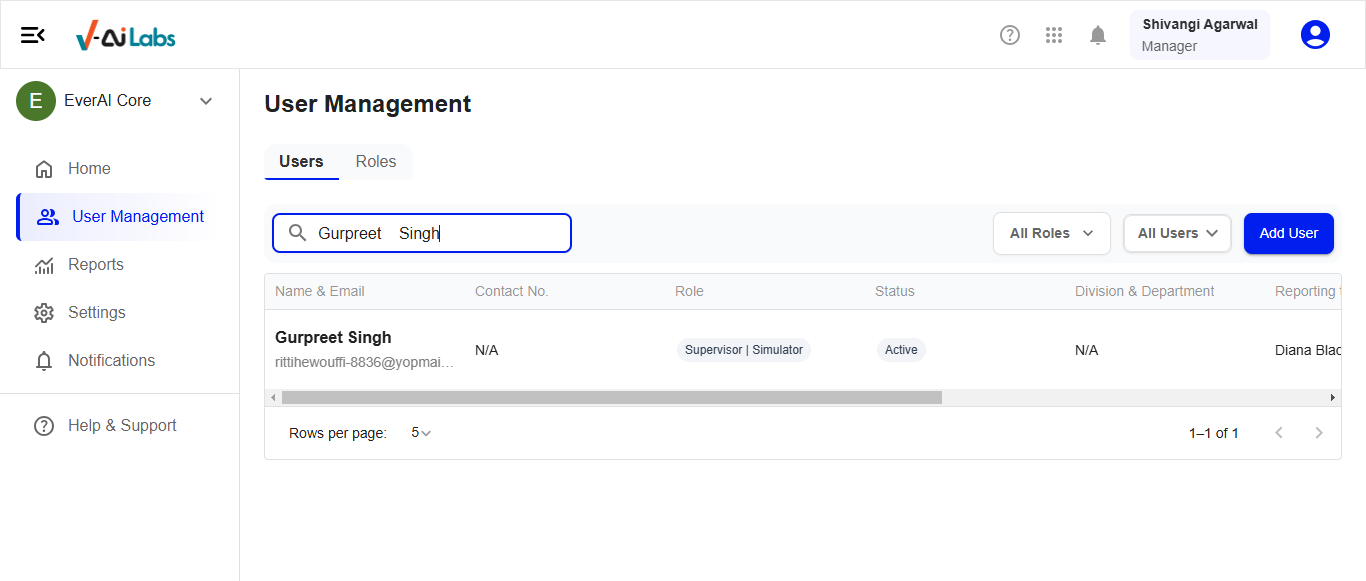 V-Ai Labs
Shivangi Agarwal
Manager
E
EverAI Core
Home
User Management
Reports
Settings
Notifications
Help & Support
User Management
Users Roles
Gurpreet    Singh
All Roles All Users Add User
Name & Email Contact No. Role Status Division & Department Reporting
Gurpreet Singh
rittihewouffi-8836@yopmai...
N/A Supervisor | Simulator Active N/A Diana Blac
Rows per page: 5 1–1 of 1